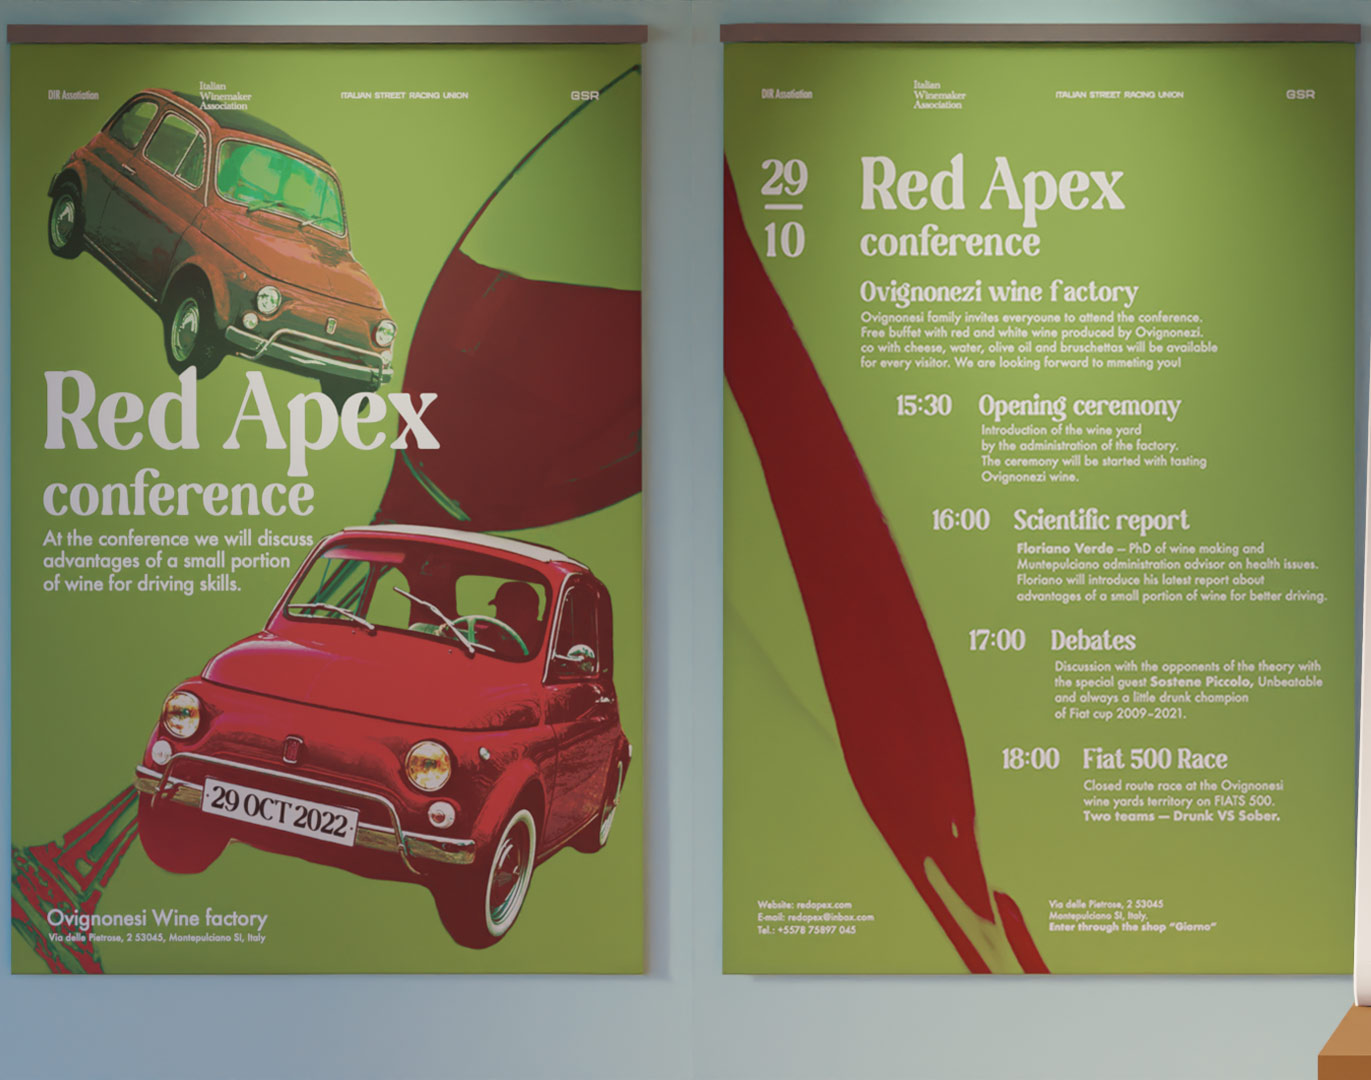 DIR Assotiation
Italian
Winemaker
Association
ITALIAN STREET RACING UNION
GSR
Red Apex
conference
At the conference we will discuss
advantages of a small portion
of wine for driving skills.
29 OCT 2022
Ovignonesi Wine factory
Via delle Pietrose, 2 53045, Montepulciano SI, Italy
DIR Assotiation
Italian
Winemaker
Association
ITALIAN STREET RACING UNION
GSR
29
10
Red Apex
conference
Ovignonezi wine factory
Ovignonesi family invites everyoune to attend the conference.
Free buffet with red and white wine produced by Ovignonezi.
co with cheese, water, olive oil and bruschettas will be available
for every visitor. We are looking forward to mmeting you!
15:30 Opening ceremony
Introduction of the wine yard
by the administration of the factory.
The ceremony will be started with tasting
Ovignonezi wine.
16:00 Scientific report
Floriano Verde – PhD of wine making and
Muntepulciano administration advisor on health issues.
Floriano will introduce his latest report about
advantages of a small portion of wine for better driving.
17:00 Debates
Discussion with the opponents of the theory with
the special guest Sostene Piccolo, Unbeatable
and always a little drunk champion
of Fiat cup 2009–2021.
18:00 Fiat 500 Race
Closed route race at the Ovignonesi
wine yards territory on FIATS 500.
Two teams – Drunk VS Sober.
Website: redapex.com
E-mail: redapex@inbox.com
Tel.: +5578 75897 045
Via delle Pietrose, 2 53045
Montepulciano SI, Italy.
Enter through the shop "Giorno"